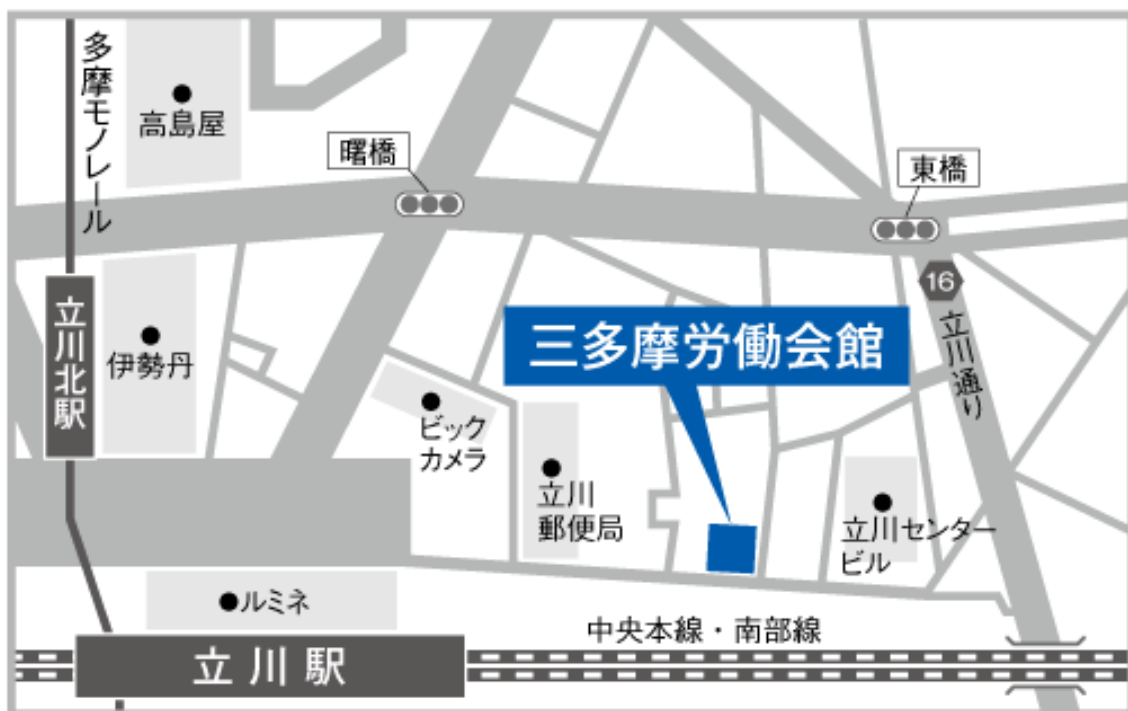 多摩モノレール
高島屋
曙橋
東橋
16
立川通り
立川北駅
伊勢丹
三多摩労働会館
ビック
カメラ
立川
郵便局
立川センター
ビル
ルミネ
中央本線・南部線
立川駅